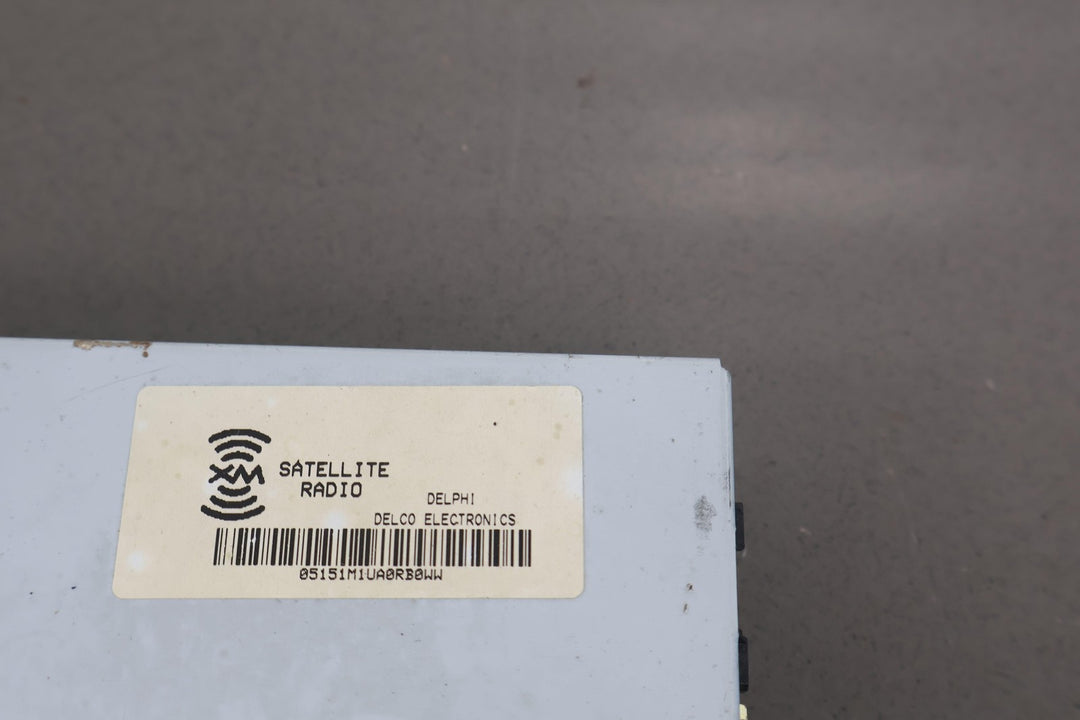 XM
SATELLITE
RADIO
DELPHI
DELCO ELECTRONICS
05151M1UA0RB0WW